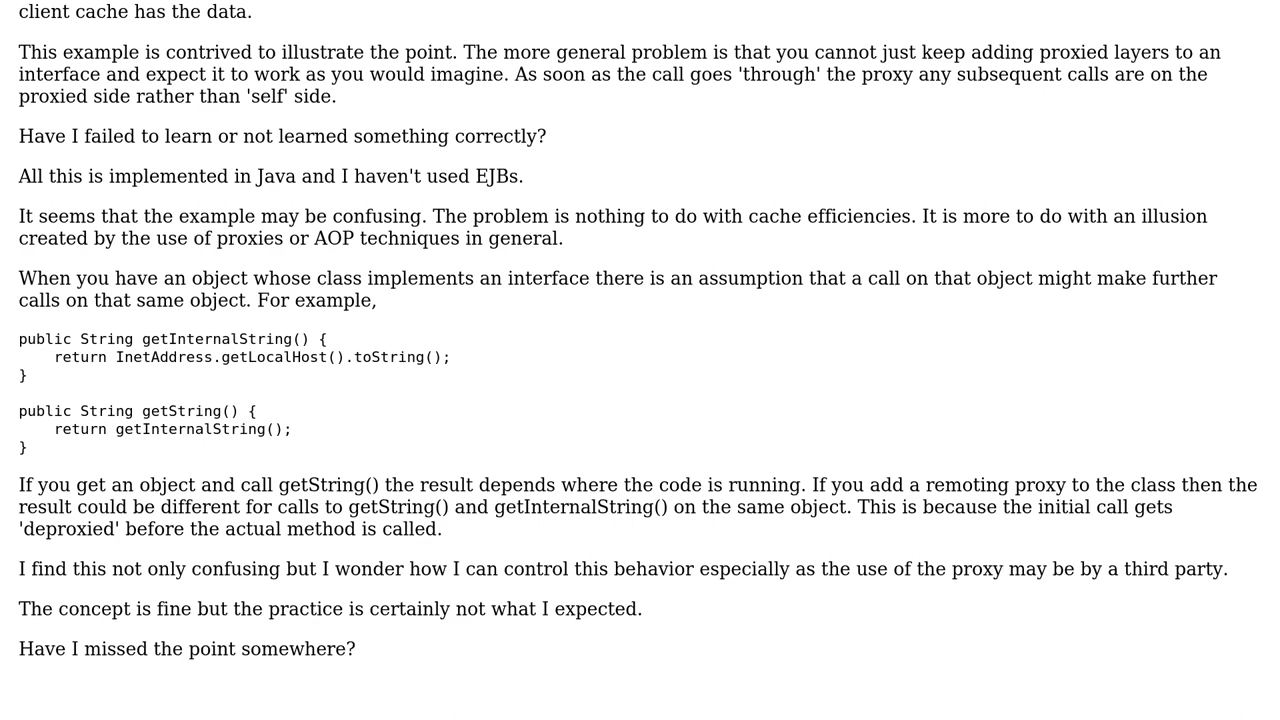 client cache has the data.
This example is contrived to illustrate the point. The more general problem is that you cannot just keep adding proxied layers to an
interface and expect it to work as you would imagine. As soon as the call goes 'through' the proxy any subsequent calls are on the
proxied side rather than 'self' side.
Have I failed to learn or not learned something correctly?
All this is implemented in Java and I haven't used EJBs.
It seems that the example may be confusing. The problem is nothing to do with cache efficiencies. It is more to do with an illusion
created by the use of proxies or AOP techniques in general.
When you have an object whose class implements an interface there is an assumption that a call on that object might make further
calls on that same object. For example,
public String getInternalString() {
    return InetAddress.getLocalHost().toString();
}
public String getString() {
    return getInternalString();
}
If you get an object and call getString() the result depends where the code is running. If you add a remoting proxy to the class then the
result could be different for calls to getString() and getInternalString() on the same object. This is because the initial call gets
'deproxied' before the actual method is called.
I find this not only confusing but I wonder how I can control this behavior especially as the use of the proxy may be by a third party.
The concept is fine but the practice is certainly not what I expected.
Have I missed the point somewhere?